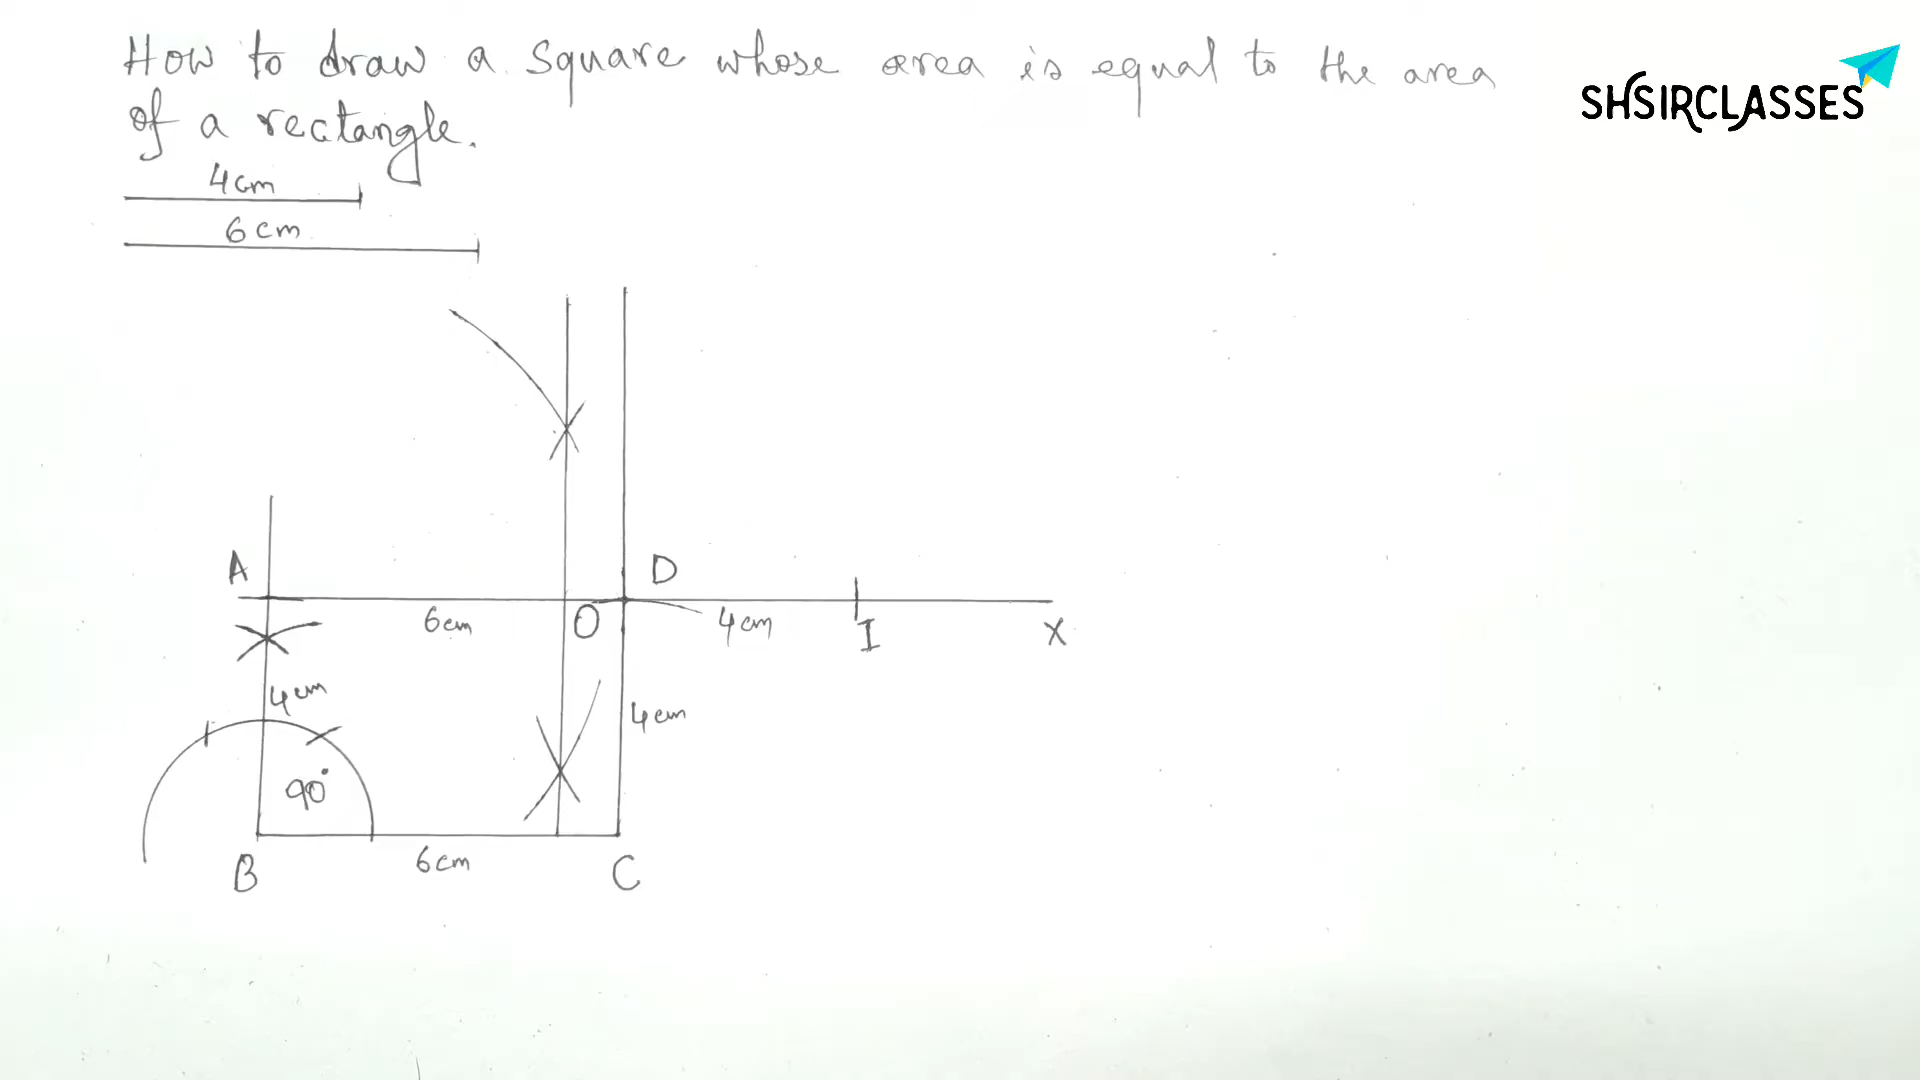 How to draw a square whose area is equal to the area
of a rectangle.
SHSIRCLASSES
4cm
6cm
A
D
6cm
O
4cm
I
X
4cm
4cm
90°
B
6cm
C